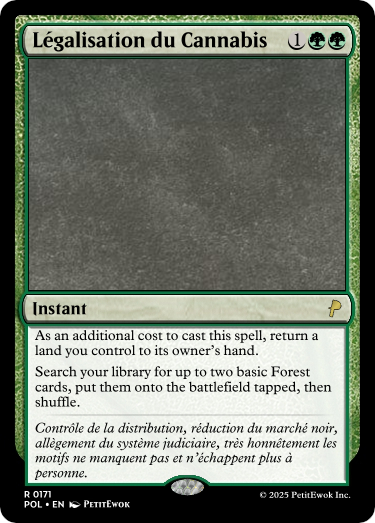 Légalisation du Cannabis 1
Instant
As an additional cost to cast this spell, return a
land you control to its owner's hand.
Search your library for up to two basic Forest
cards, put them onto the battlefield tapped, then
shuffle.
Contrôle de la distribution, réduction du marché noir,
allègement du système judiciaire, très honnêtement les
motifs ne manquent pas et n'échappent plus à
personne.
R 0171
POL • EN PetitEwok
© 2025 PetitEwok Inc.